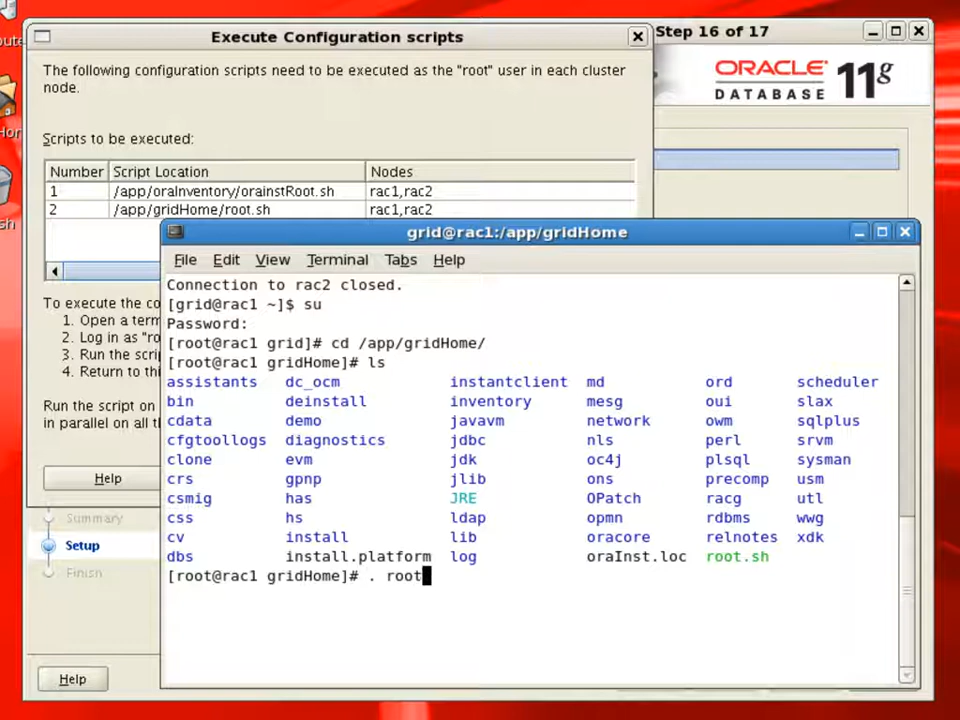 Execute Configuration scripts
Step 16 of 17
The following configuration scripts need to be executed as the "root" user in each cluster
node.
ORACLE
DATABASE 11g
Scripts to be executed:
Number Script Location Nodes
1 /app/oraInventory/orainstRoot.sh rac1,rac2
2 /app/gridHome/root.sh rac1,rac2
To execute the co
1. Open a term
2. Log in as "ro
3. Run the scri
4. Return to thi
Run the script on
in parallel on all th
Help
Summary
Setup
Finish
Help
grid@rac1:/app/gridHome
File Edit View Terminal Tabs Help
Connection to rac2 closed.
[grid@rac1 ~]$ su
Password:
[root@rac1 grid]# cd /app/gridHome/
[root@rac1 gridHome]# ls
assistants dc_ocm instantclient md ord scheduler
bin deinstall inventory mesg oui slax
cdata demo javavm network owm sqlplus
cfgtoollogs diagnostics jdbc nls perl srvm
clone evm jdk oc4j plsql sysman
crs gpnp jlib ons precomp usm
csmig has JRE OPatch racg utl
css hs ldap opmn rdbms wwg
cv install lib oracore relnotes xdk
dbs install.platform log oraInst.loc root.sh
[root@rac1 gridHome]# . root